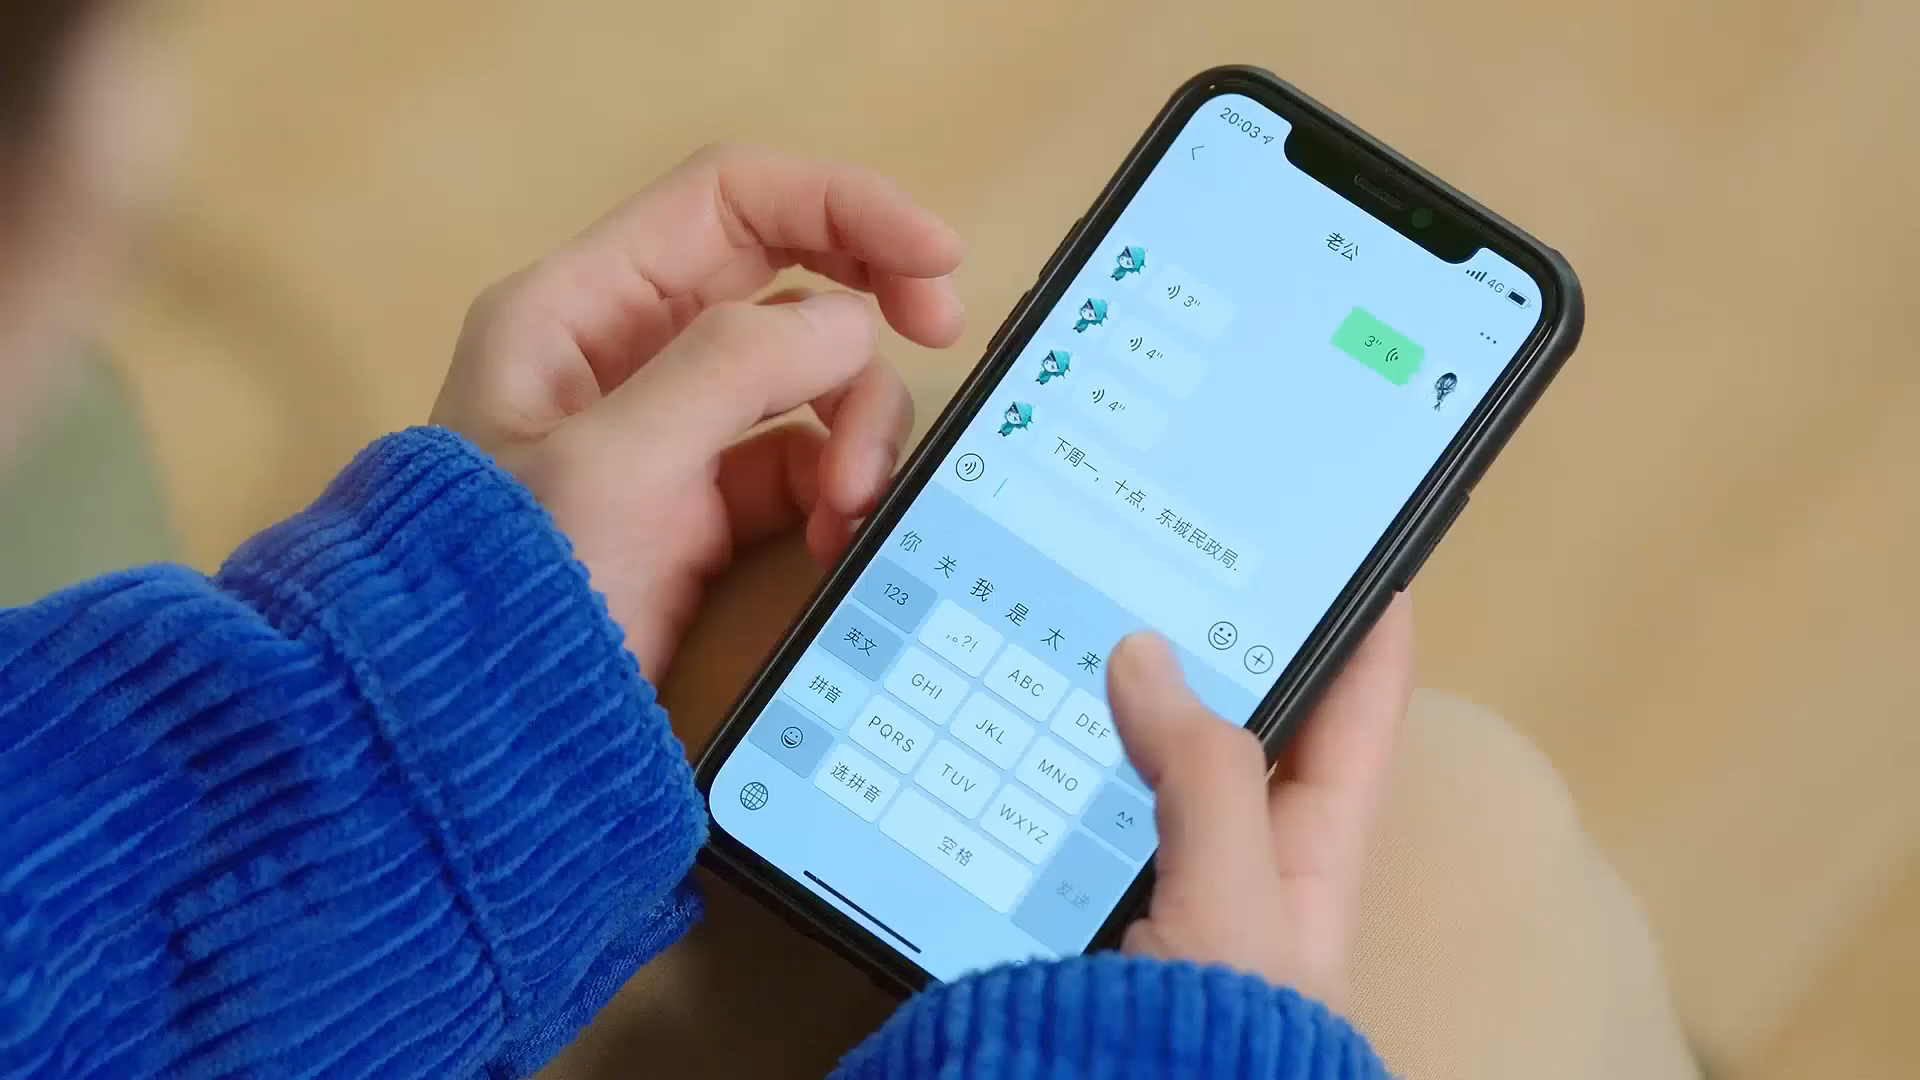 20:03
4G
老公
3"
3"
4"
4"
下周一，十点，东城民政局.
你 关 我 是 太 来
123
,。?!
ABC
DEF
英文
GHI
JKL
MNO
^^
拼音
PQRS
TUV
WXYZ
选拼音
空格
发送